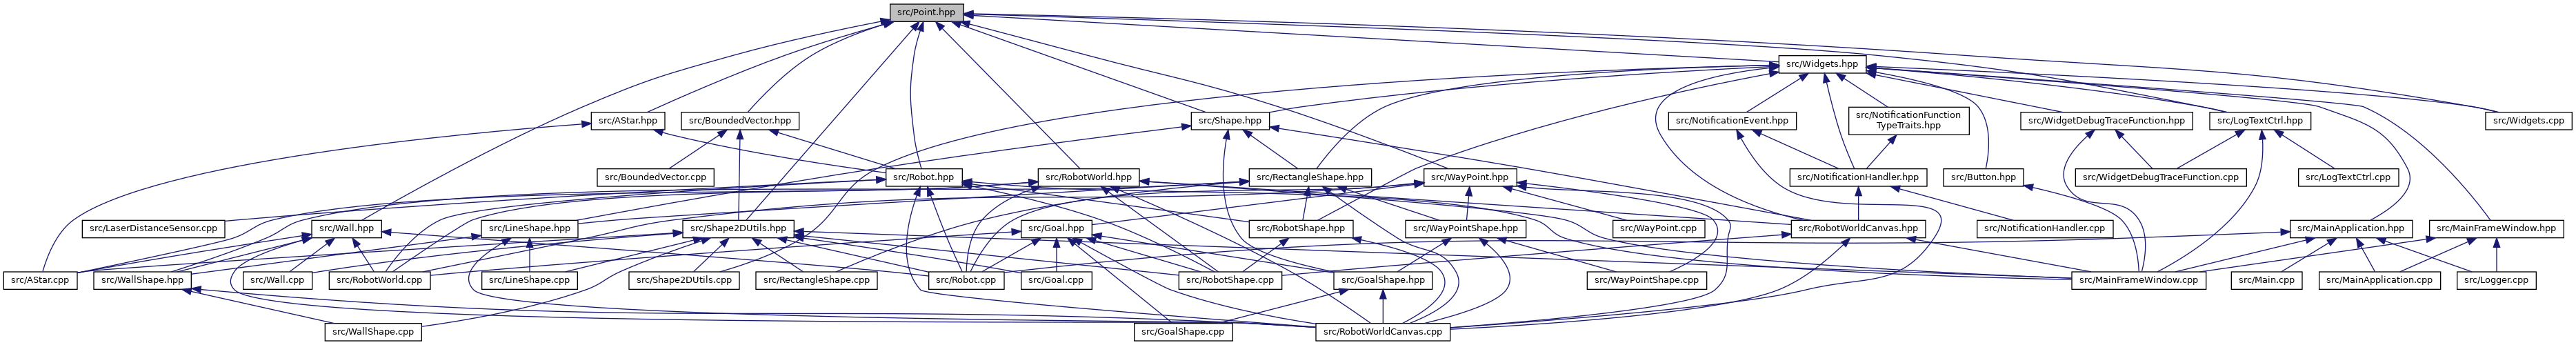 src/Point.hpp
src/Widgets.hpp
src/AStar.hpp
src/BoundedVector.hpp
src/Shape.hpp
src/NotificationEvent.hpp
src/NotificationFunction
TypeTraits.hpp
src/WidgetDebugTraceFunction.hpp
src/LogTextCtrl.hpp
src/Widgets.cpp
src/BoundedVector.cpp
src/Robot.hpp
src/RobotWorld.hpp
src/RectangleShape.hpp
src/WayPoint.hpp
src/NotificationHandler.hpp
src/Button.hpp
src/WidgetDebugTraceFunction.cpp
src/LogTextCtrl.cpp
src/LaserDistanceSensor.cpp
src/Wall.hpp
src/LineShape.hpp
src/Shape2DUtils.hpp
src/Goal.hpp
src/RobotShape.hpp
src/WayPointShape.hpp
src/WayPoint.cpp
src/RobotWorldCanvas.hpp
src/NotificationHandler.cpp
src/MainApplication.hpp
src/MainFrameWindow.hpp
src/AStar.cpp
src/WallShape.hpp
src/Wall.cpp
src/RobotWorld.cpp
src/LineShape.cpp
src/Shape2DUtils.cpp
src/RectangleShape.cpp
src/Robot.cpp
src/Goal.cpp
src/RobotShape.cpp
src/GoalShape.hpp
src/WayPointShape.cpp
src/MainFrameWindow.cpp
src/Main.cpp
src/MainApplication.cpp
src/Logger.cpp
src/WallShape.cpp
src/GoalShape.cpp
src/RobotWorldCanvas.cpp